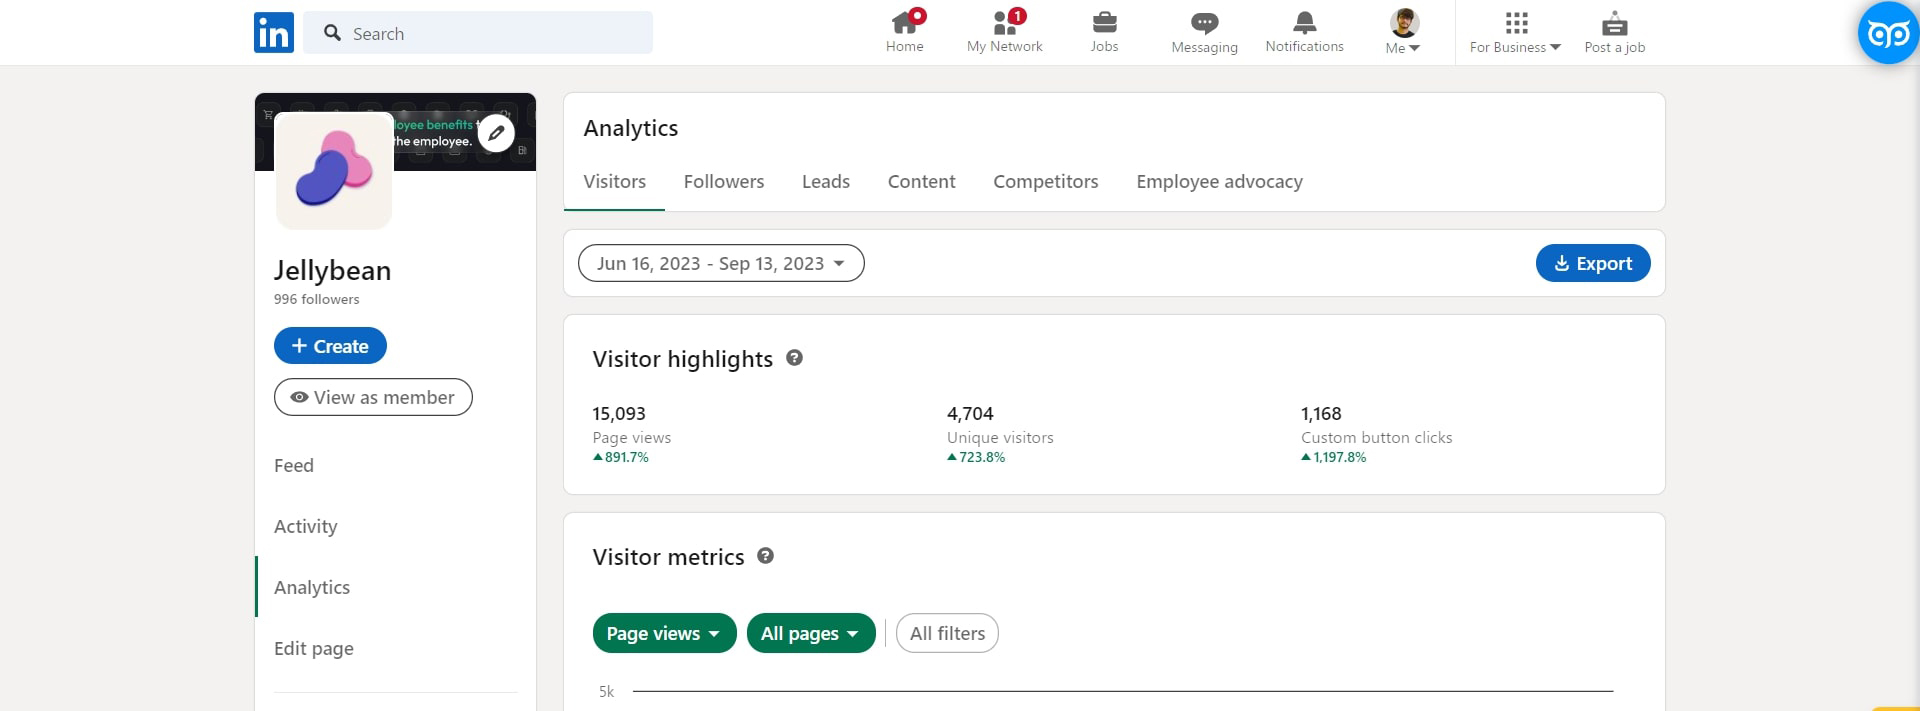 in
Search
Home
1
My Network
Jobs
Messaging
Notifications
Me
For Business
Post a job
employee benefits
the employee.
Jellybean
996 followers
+ Create
View as member
Feed
Activity
Analytics
Edit page
Analytics
Visitors Followers Leads Content Competitors Employee advocacy
Jun 16, 2023 - Sep 13, 2023
Export
Visitor highlights ?
15,093
Page views
891.7%
4,704
Unique visitors
723.8%
1,168
Custom button clicks
1,197.8%
Visitor metrics ?
Page views All pages All filters
5k